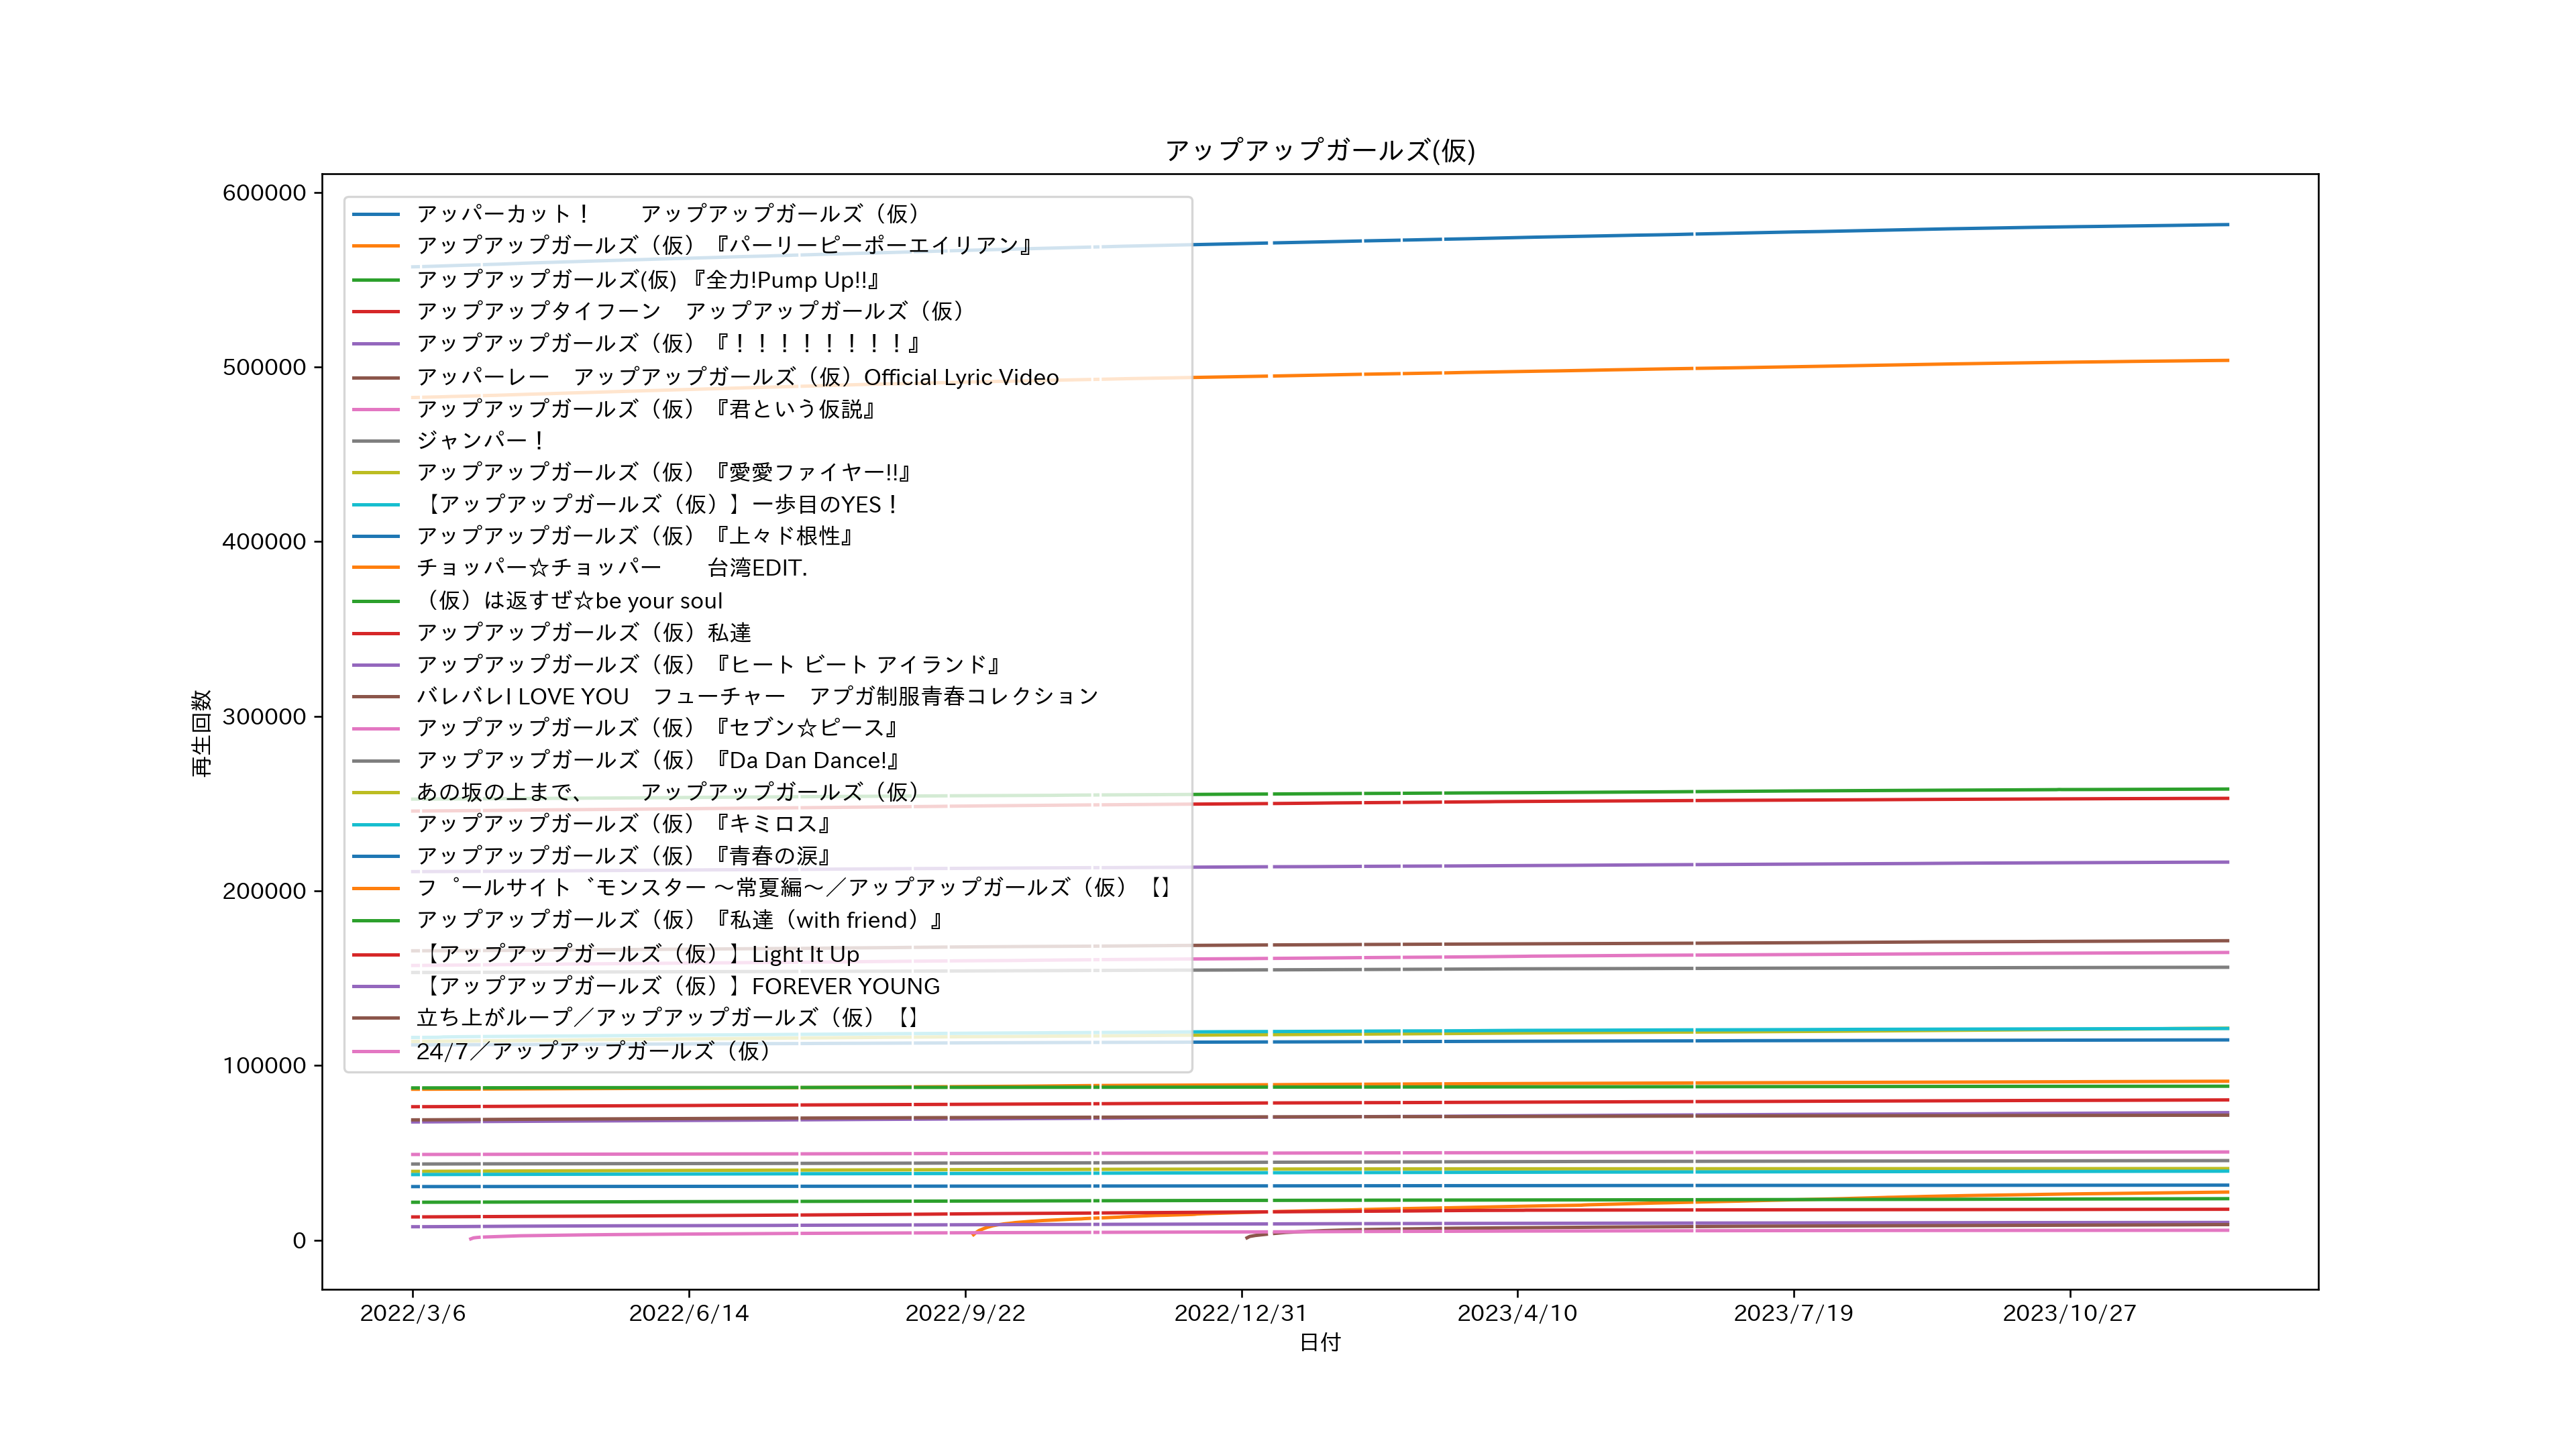 アップアップガールズ(仮)
600000
500000
400000
300000
200000
100000
0
再生回数
アッパーカット！　　アップアップガールズ（仮）
アップアップガールズ（仮）『パーリーピーポーエイリアン』
アップアップガールズ(仮) 『全力!Pump Up!!』
アップアップタイフーン　アップアップガールズ（仮）
アップアップガールズ（仮）『！！！！！！！！』
アッパーレー　アップアップガールズ（仮）Official Lyric Video
アップアップガールズ（仮）『君という仮説』
ジャンパー！
アップアップガールズ（仮）『愛愛ファイヤー!!』
【アップアップガールズ（仮）】一歩目のYES！
アップアップガールズ（仮）『上々ド根性』
チョッパー☆チョッパー　　台湾EDIT.
（仮）は返すぜ☆be your soul
アップアップガールズ（仮）私達
アップアップガールズ（仮）『ヒート ビート アイランド』
バレバレI LOVE YOU　フューチャー　アプガ制服青春コレクション
アップアップガールズ（仮）『セブン☆ピース』
アップアップガールズ（仮）『Da Dan Dance!』
あの坂の上まで、　　アップアップガールズ（仮）
アップアップガールズ（仮）『キミロス』
アップアップガールズ（仮）『青春の涙』
フ゜ールサイト゛モンスター 〜常夏編〜／アップアップガールズ（仮）【】
アップアップガールズ（仮）『私達（with friend）』
【アップアップガールズ（仮）】Light It Up
【アップアップガールズ（仮）】FOREVER YOUNG
立ち上がループ／アップアップガールズ（仮）【】
24/7／アップアップガールズ（仮）
2022/3/6
2022/6/14
2022/9/22
2022/12/31
2023/4/10
2023/7/19
2023/10/27
日付